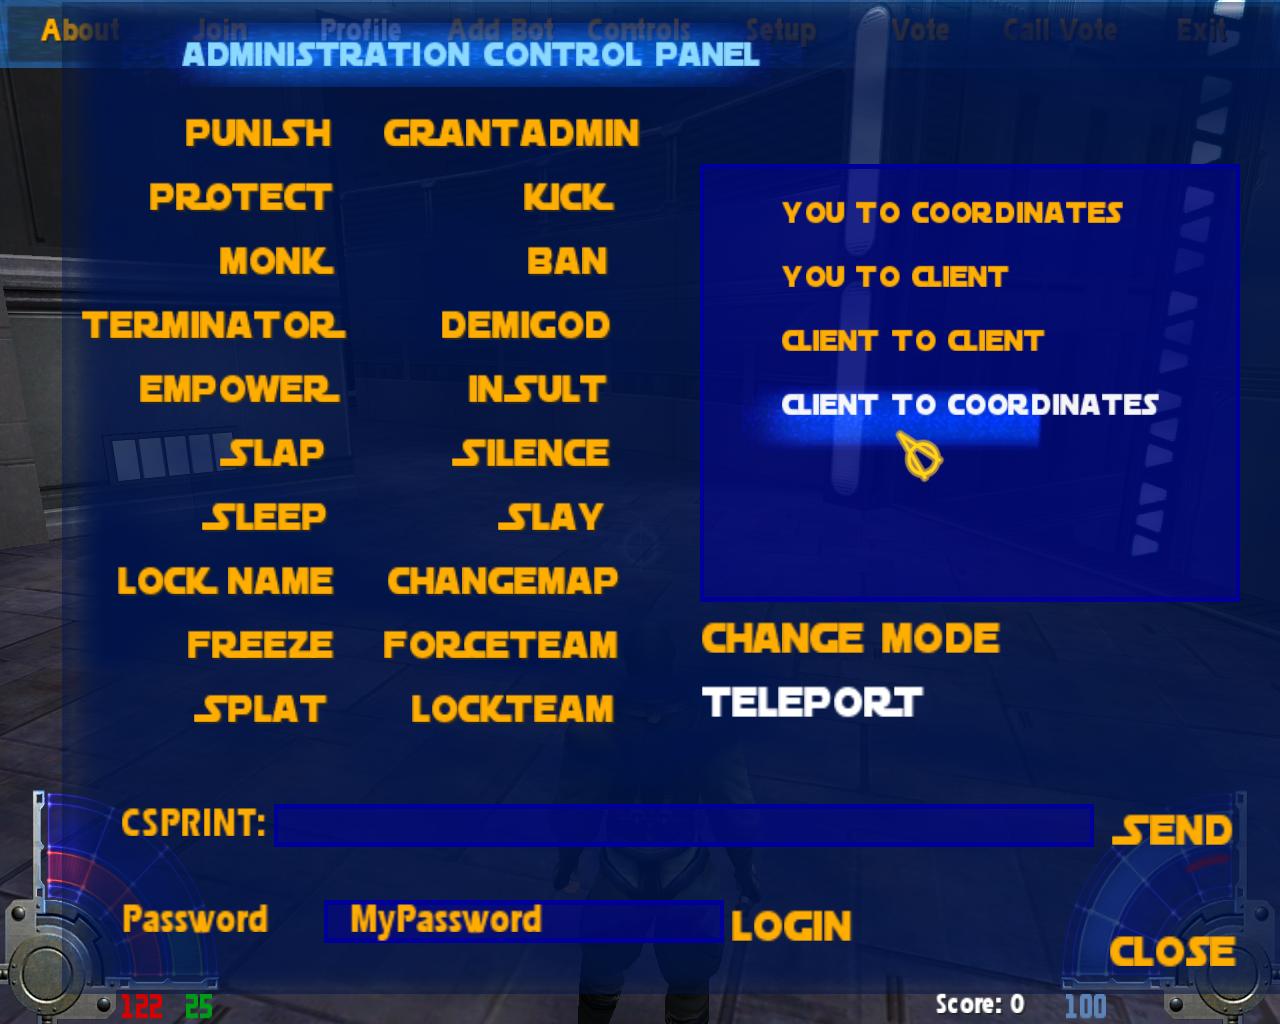 About Join Profile Add Bot Controls Setup Vote Call Vote Exit
ADMINISTRATION CONTROL PANEL
PUNISH GRANTADMIN
PROTECT KICK
MONK BAN
TERMINATOR DEMIGOD
EMPOWER INSULT
SLAP SILENCE
SLEEP SLAY
LOCK NAME CHANGEMAP
FREEZE FORCETEAM
SPLAT LOCKTEAM
YOU TO COORDINATES
YOU TO CLIENT
CLIENT TO CLIENT
CLIENT TO COORDINATES
CHANGE MODE
TELEPORT
CSPRINT: SEND
Password MyPassword LOGIN
CLOSE
122 25 Score: 0 100